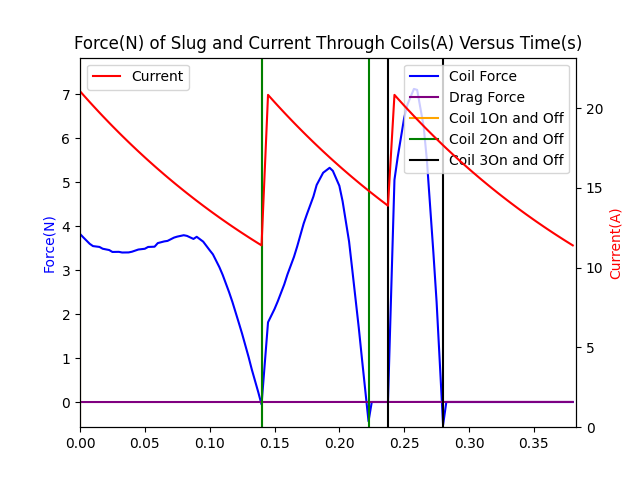 Force(N) of Slug and Current Through Coils(A) Versus Time(s)
Current
Coil Force
Drag Force
Coil 1On and Off
Coil 2On and Off
Coil 3On and Off
Force(N)
7
6
5
4
3
2
1
0
Current(A)
20
15
10
5
0
0.00 0.05 0.10 0.15 0.20 0.25 0.30 0.35